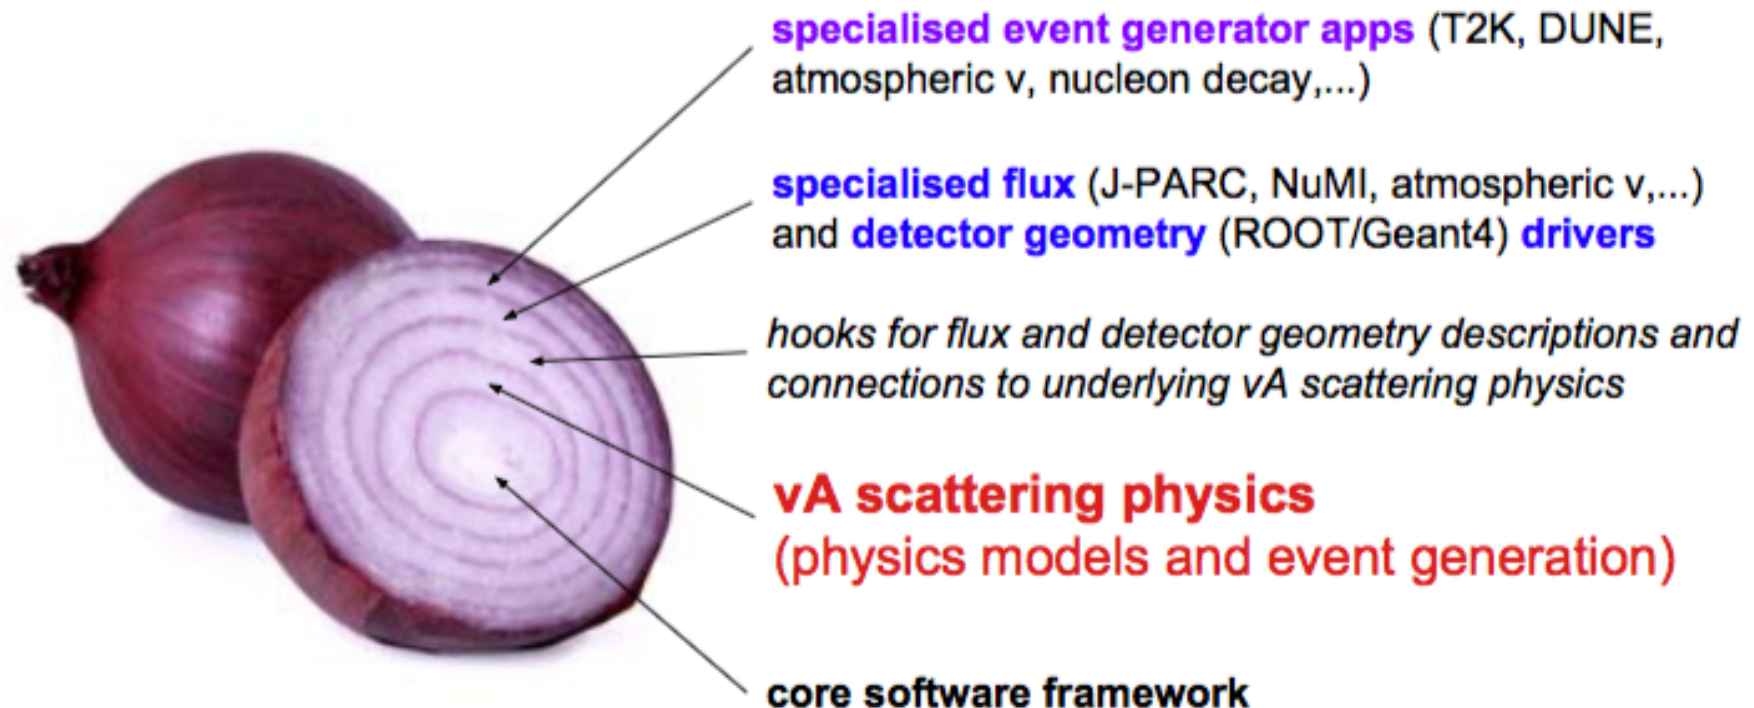 specialised event generator apps (T2K, DUNE,
atmospheric ν, nucleon decay,...)
specialised flux (J-PARC, NuMI, atmospheric ν,...)
and detector geometry (ROOT/Geant4) drivers
hooks for flux and detector geometry descriptions and
connections to underlying νA scattering physics
νA scattering physics
(physics models and event generation)
core software framework